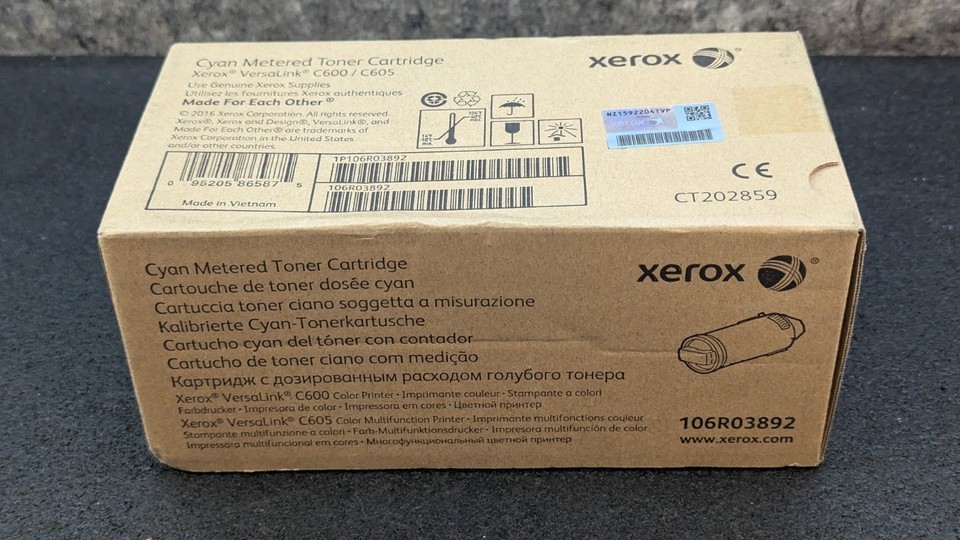 Cyan Metered Toner Cartridge
Xerox® VersaLink® C600 / C605
Use Genuine Xerox Supplies
Utilisez les fournitures Xerox authentiques
Made For Each Other®
© 2016 Xerox Corporation. All rights reserved.
Xerox®, Xerox and Design®, VersaLink®, and
Made For Each Other® are trademarks of
Xerox Corporation in the United States
and/or other countries.
xerox ®
NZ1592204TVP
xerox
CE
CT202859
1P106R03892
106R03892
0 95205 86587 5
Made in Vietnam
Cyan Metered Toner Cartridge
Cartouche de toner dosée cyan
Cartuccia toner ciano soggetta a misurazione
Kalibrierte Cyan-Tonerkartusche
Cartucho cyan del tóner con contador
Cartucho de toner ciano com medição
Картридж с дозированным расходом голубого тонера
Xerox® VersaLink® C600 Color Printer • Imprimante couleur • Stampante a colori
Farbdrucker • Impresora de color • Impressora em cores • Цветной принтер
Xerox® VersaLink® C605 Color Multifunction Printer • Imprimante multifonctions couleur
Stampante multifunzione a colori • Farb-Multifunktionsdrucker • Impresora multifunción de color
Impressora multifuncional em cores • Многофункциональный цветной принтер
xerox ®
106R03892
www.xerox.com